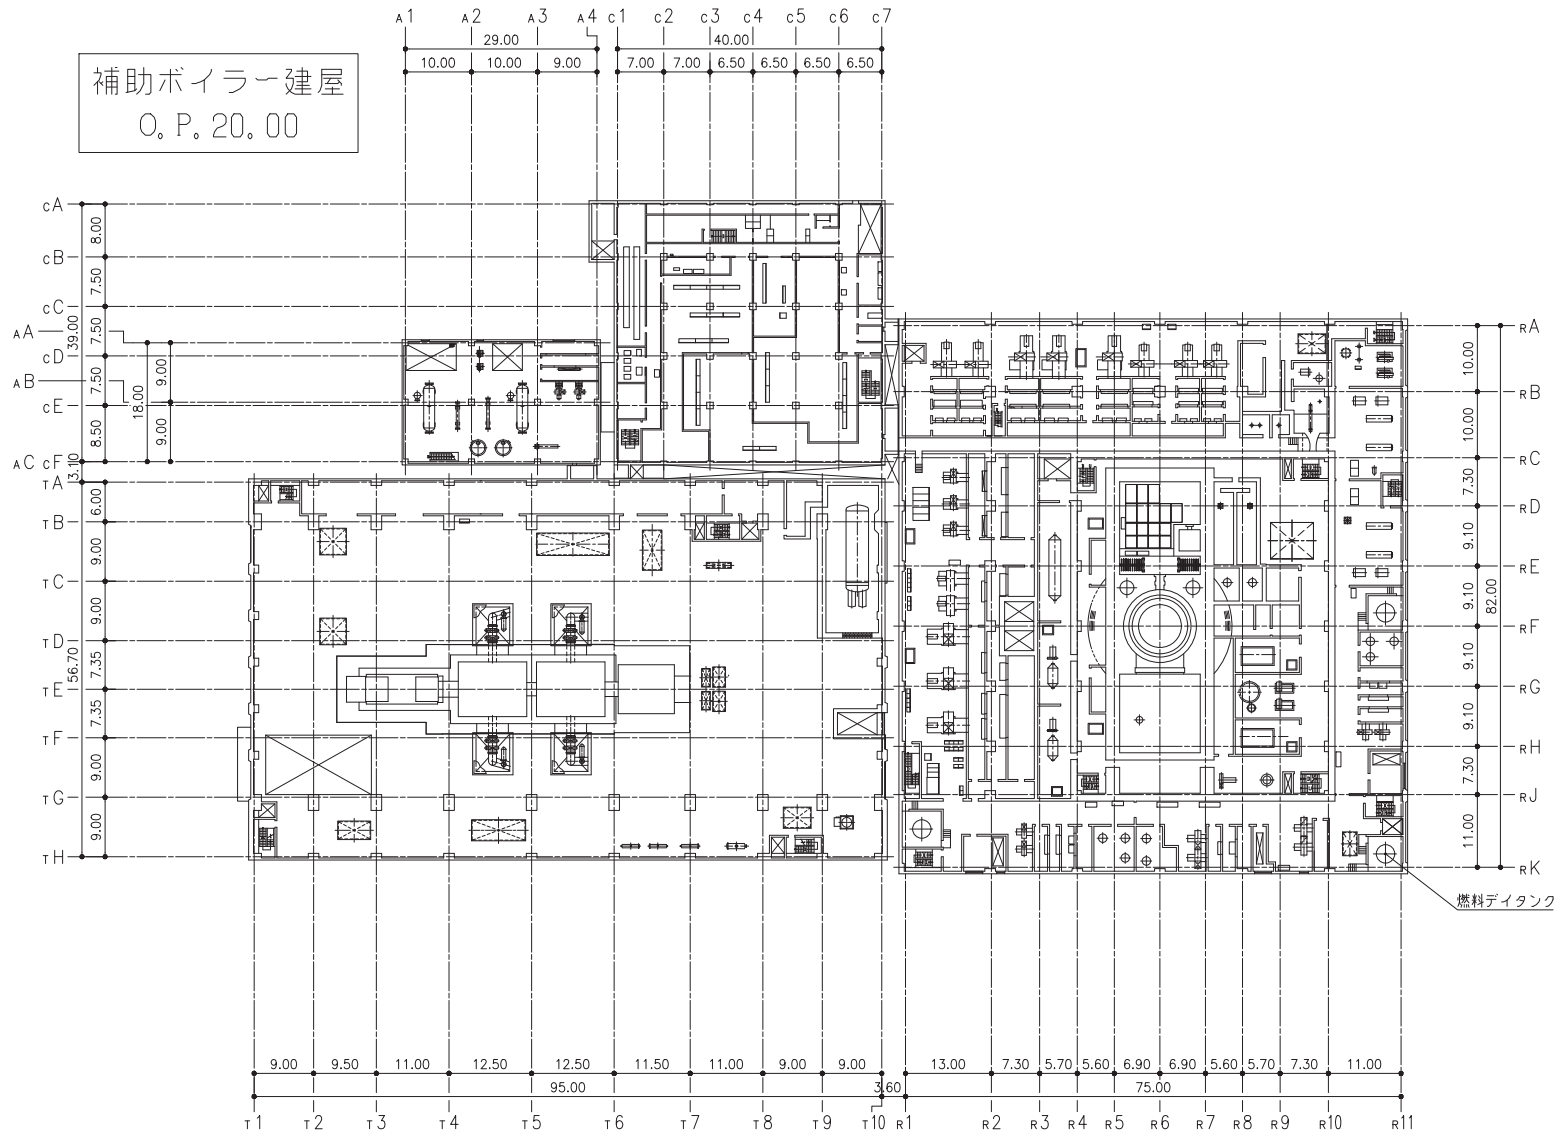 A1 A2 A3 A4 C1 C2 C3 C4 C5 C6 C7
29.00 40.00
10.00 10.00 9.00 7.00 7.00 6.50 6.50 6.50 6.50
補助ボイラー建屋
O.P.20.00
cA
8.00
cB
7.50
cC
39.00
7.50
AA
cD
7.50
AB
cE
8.50
AC cF
18.00
9.00
9.00
3.10
TA
6.00
TB
9.00
TC
9.00
TD
7.35
56.70
TE
7.35
TF
9.00
TG
9.00
TH
RA
10.00
RB
10.00
RC
7.30
RD
9.10
RE
9.10
82.00
RF
9.10
RG
9.10
RH
7.30
RJ
11.00
RK
燃料デイタンク
9.00 9.50 11.00 12.50 12.50 11.50 11.00 9.00 9.00 13.00 7.30 5.70 5.60 6.90 6.90 5.60 5.70 7.30 11.00
95.00 3.60 75.00
T1 T2 T3 T4 T5 T6 T7 T8 T9 T10 R1 R2 R3 R4 R5 R6 R7 R8 R9 R10 R11